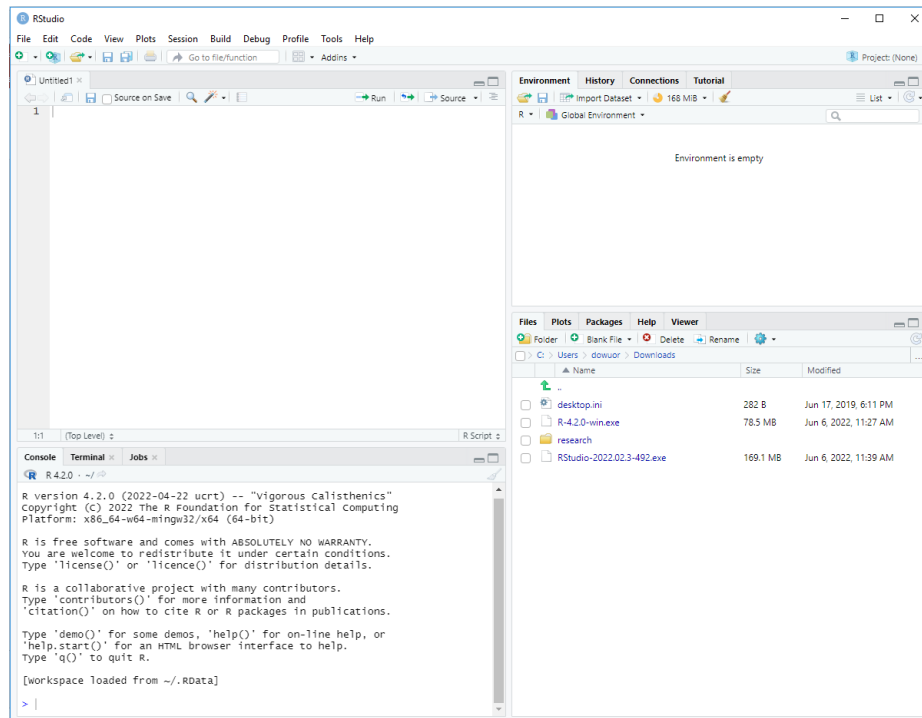 RStudio
File Edit Code View Plots Session Build Debug Profile Tools Help
Go to file/function Addins Project: (None)
Untitled1
Source on Save Run Source
1
1:1 (Top Level) R Script
Console Terminal Jobs
R 4.2.0 · ~/
R version 4.2.0 (2022-04-22 ucrt) -- "Vigorous Calisthenics"
Copyright (C) 2022 The R Foundation for Statistical Computing
Platform: x86_64-w64-mingw32/x64 (64-bit)
R is free software and comes with ABSOLUTELY NO WARRANTY.
You are welcome to redistribute it under certain conditions.
Type 'license()' or 'licence()' for distribution details.
R is a collaborative project with many contributors.
Type 'contributors()' for more information and
'citation()' on how to cite R or R packages in publications.
Type 'demo()' for some demos, 'help()' for on-line help, or
'help.start()' for an HTML browser interface to help.
Type 'q()' to quit R.
[Workspace loaded from ~/.RData]
>
Environment History Connections Tutorial
Import Dataset 168 MiB List
R Global Environment
Environment is empty
Files Plots Packages Help Viewer
Folder Blank File Delete Rename
C: > Users > dowuor > Downloads ...
Name Size Modified
..
desktop.ini 282 B Jun 17, 2019, 6:11 PM
R-4.2.0-win.exe 78.5 MB Jun 6, 2022, 11:27 AM
research
RStudio-2022.02.3-492.exe 169.1 MB Jun 6, 2022, 11:39 AM